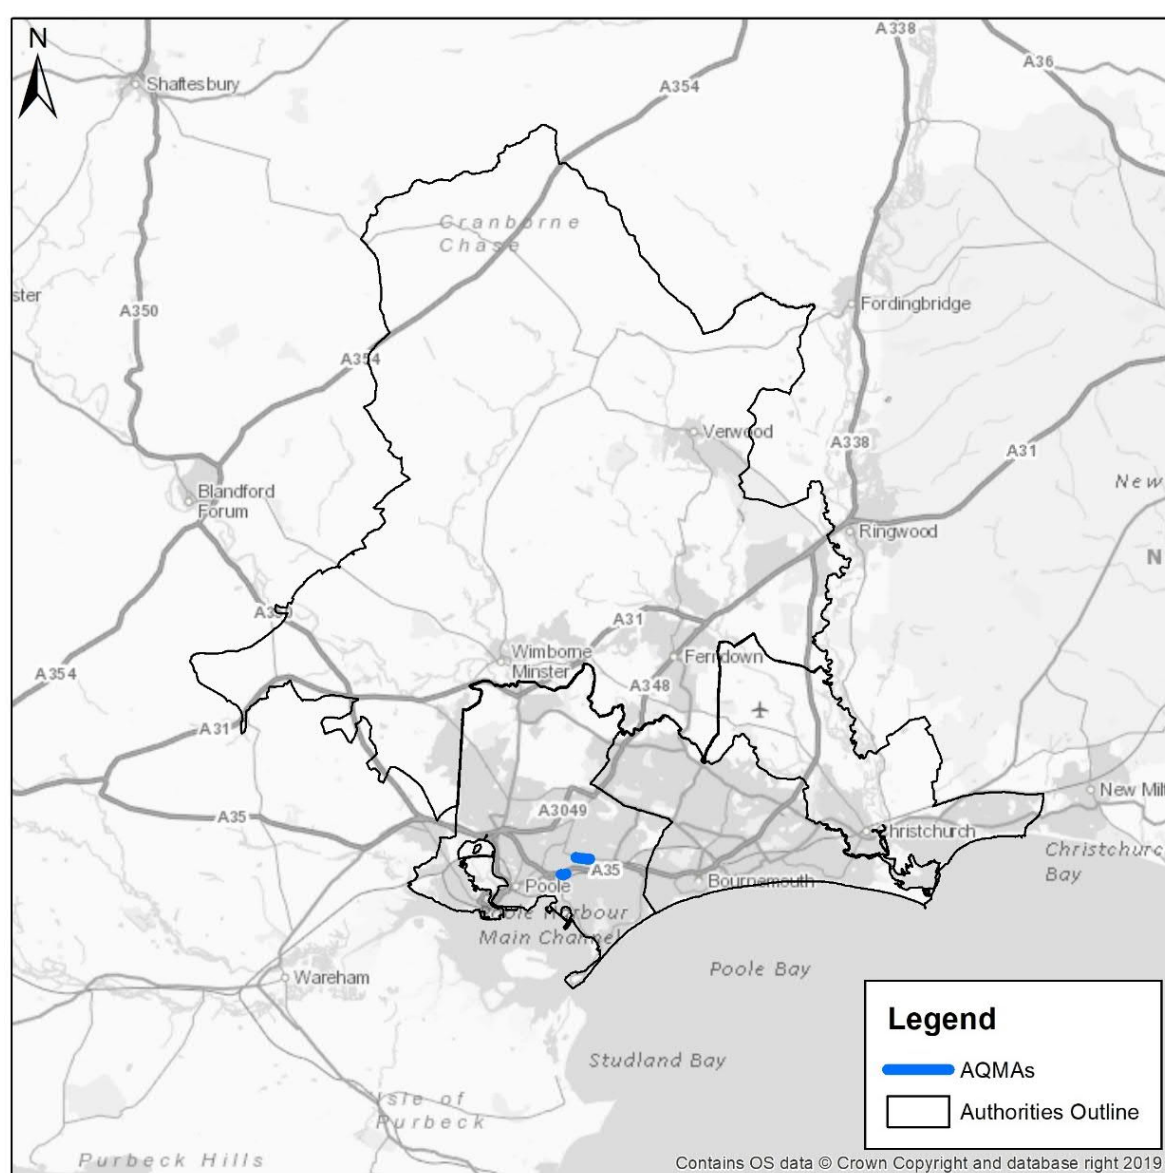 N
A338
A36
Shaftesbury
A354
Cranborne
Chase
ster
A350
Fordingbridge
A354
Verwood
A338
A31
New
Blandford
Forum
Ringwood
N
A31
Wimborne
Minster
Ferndown
A354
A348
A31
A3049
New Milt
A35
hristchurch
A35
Christchurc
Bay
Poole
Bournemouth
Harbour
Main Channel
Poole Bay
Wareham
Legend
Studland Bay
AQMAs
Isle of
Purbeck
Authorities Outline
Purbeck Hills
Contains OS data © Crown Copyright and database right 2019